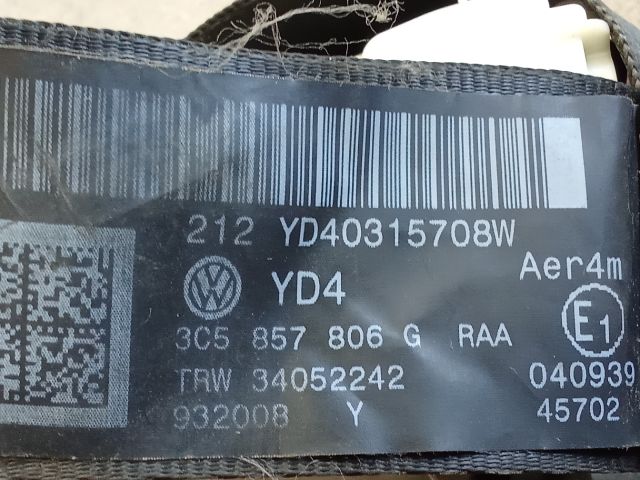 212 YD40315708W
YD4 Aer4m
3C5 857 806 G RAA E1
TRW 34052242 040939
932008 Y 45702